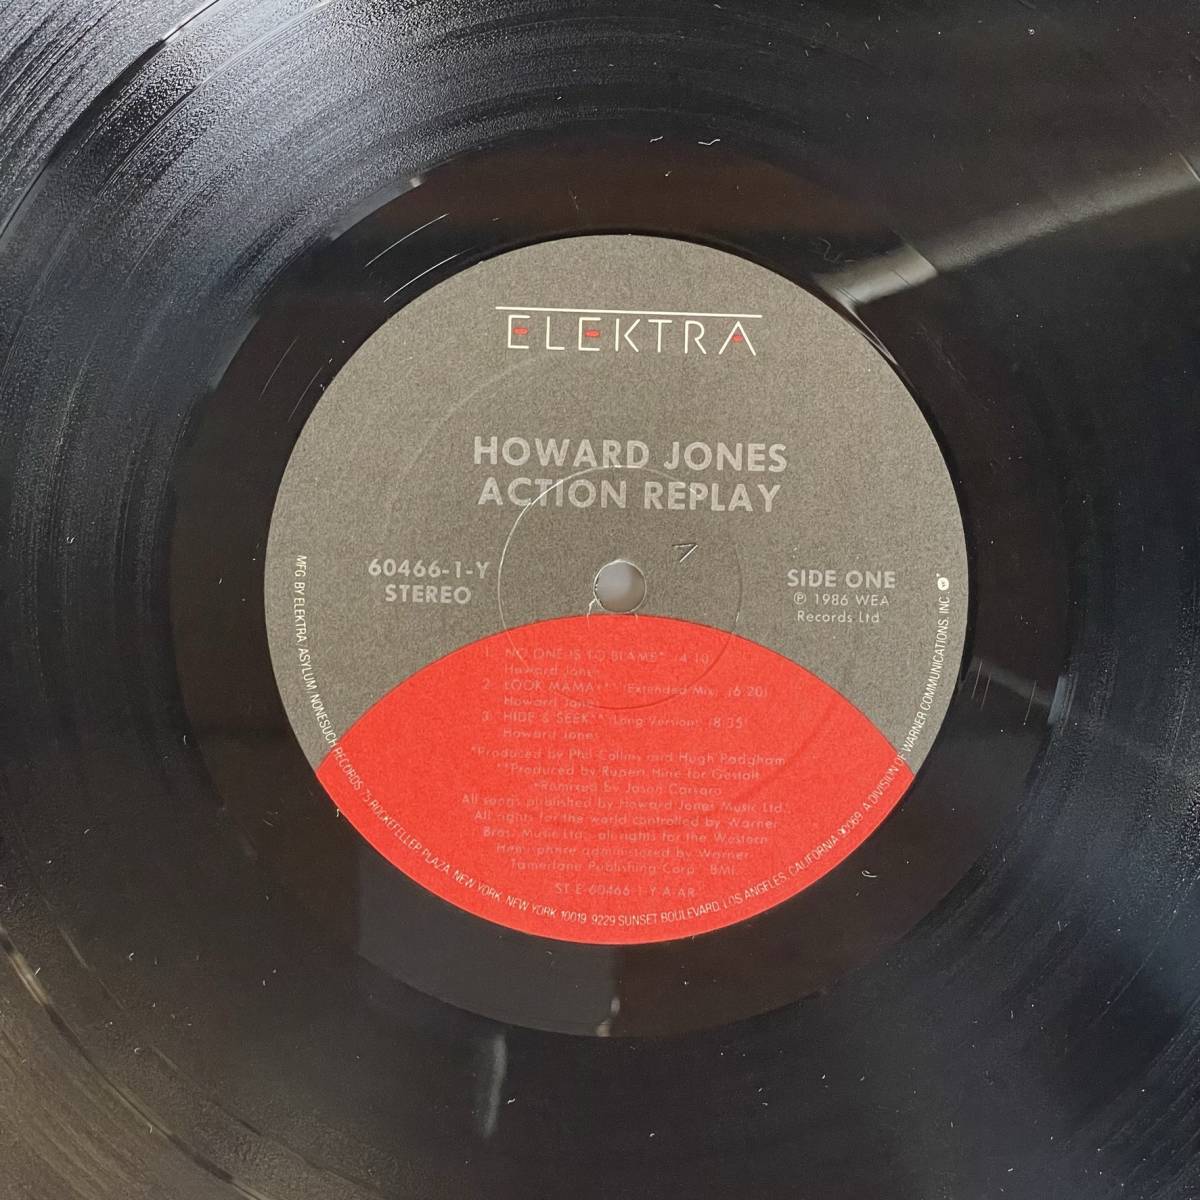 ELEKTRA
HOWARD JONES
ACTION REPLAY
60466-1-Y
STEREO
SIDE ONE
℗ 1986 WEA
Records Ltd
1. NO ONE IS TO BLAME* (4:10)
Howard Jones
2. LOOK MAMA (Extended Mix) (6:20)
Howard Jones
3. HIDE & SEEK** (Long Version) (8:35)
Howard Jones
*Produced by Phil Collins and Hugh Padgham
**Produced by Rupert Hine for Gestalt
Remixed by Jason Corsaro
All songs published by Howard Jones Music Ltd.
All rights for the world controlled by Warner
Bros. Music Ltd., all rights for the Western
Hemisphere administered by Warner
Tamerlane Publishing Corp. BMI.
ST-E-60466-1-Y-A-AR
MFG. BY ELEKTRA/ASYLUM/NONESUCH RECORDS, 75 ROCKEFELLER PLAZA, NEW YORK, NEW YORK 10019. 9229 SUNSET BOULEVARD, LOS ANGELES, CALIFORNIA 90069. A DIVISION OF WARNER COMMUNICATIONS, INC.